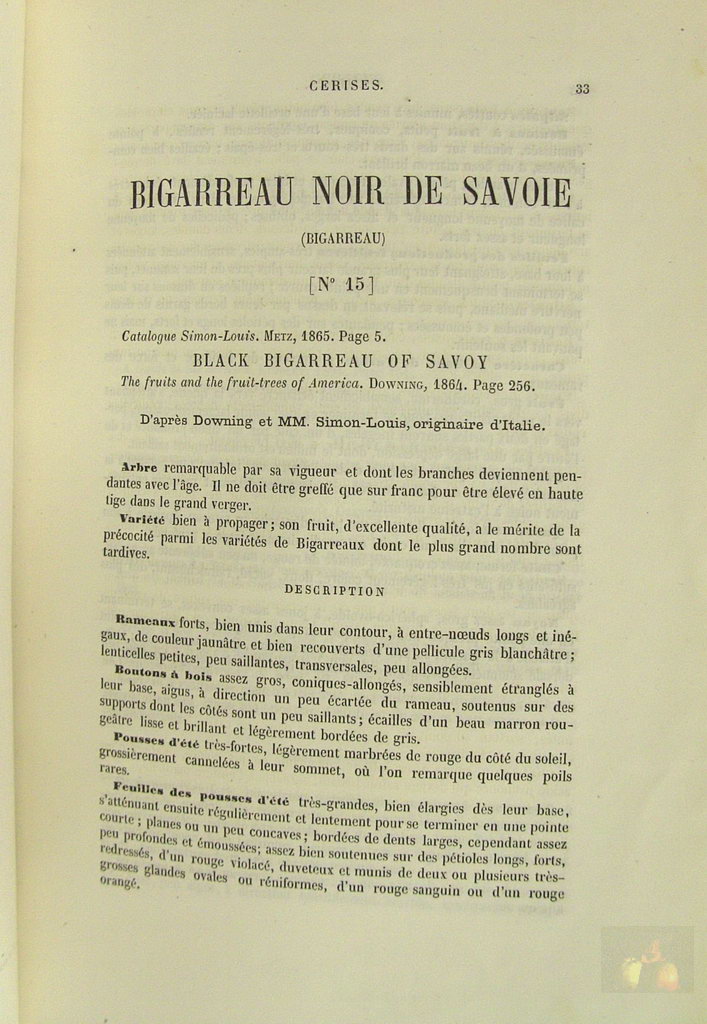 CERISES.
33
BIGARREAU NOIR DE SAVOIE
(BIGARREAU)
[N° 15]
Catalogue Simon-Louis. METZ, 1865. Page 5.
BLACK BIGARREAU OF SAVOY
The fruits and the fruit-trees of America. DOWNING, 1864. Page 256.
D'après Downing et MM. Simon-Louis, originaire d'Italie.
Arbre remarquable par sa vigueur et dont les branches deviennent pen-
dantes avec l'âge. Il ne doit être greffé que sur franc pour être élevé en haute
tige dans le grand verger.
Variété bien à propager; son fruit, d'excellente qualité, a le mérite de la
précocité parmi les variétés de Bigarreaux dont le plus grand nombre sont
tardives.
DESCRIPTION
Rameaux forts, bien unis dans leur contour, à entre-nœuds longs et iné-
gaux, de couleur jaunâtre et bien recouverts d'une pellicule gris blanchâtre;
lenticelles petites, peu saillantes, transversales, peu allongées.
Boutons à bois assez gros, coniques-allongés, sensiblement étranglés à
leur base, aigus, à direction un peu écartée du rameau, soutenus sur des
supports dont les côtés sont un peu saillants; écailles d'un beau marron rou-
geâtre lisse et brillant et légèrement bordées de gris.
Pousses d'été très-fortes, légèrement marbrées de rouge du côté du soleil,
grossièrement cannelées à leur sommet, où l'on remarque quelques poils
rares.
Feuilles des pousses d'été très-grandes, bien élargies dès leur base,
s'atténuant ensuite régulièrement et lentement pour se terminer en une pointe
courte; planes ou un peu concaves; bordées de dents larges, cependant assez
peu profondes et émoussées; assez bien soutenues sur des pétioles longs, forts,
redressés, d'un rouge violacé, duveteux et munis de deux ou plusieurs très-
grosses glandes ovales ou réniformes, d'un rouge sanguin ou d'un rouge
orangé.